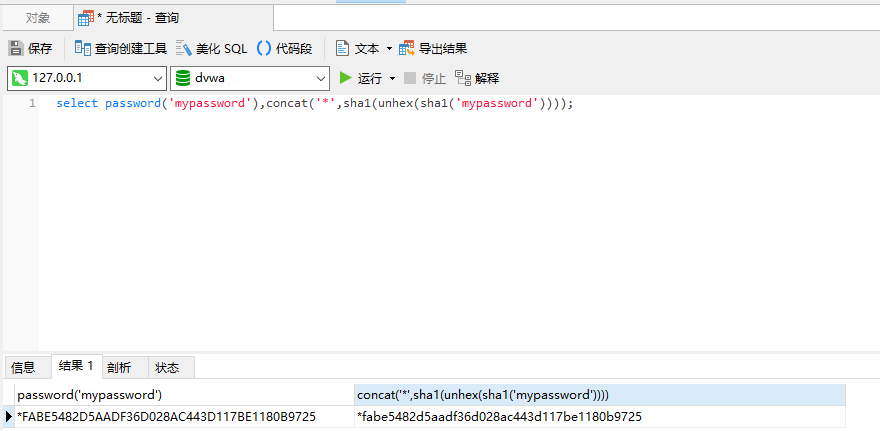 对象 * 无标题 - 查询
保存 查询创建工具 美化 SQL 代码段 文本 导出结果
127.0.0.1 dvwa 运行 停止 解释
1 select password('mypassword'),concat('*',sha1(unhex(sha1('mypassword'))));
信息 结果 1 剖析 状态
password('mypassword') concat('*',sha1(unhex(sha1('mypassword'))))
*FABE5482D5AADF36D028AC443D117BE1180B9725 *fabe5482d5aadf36d028ac443d117be1180b9725